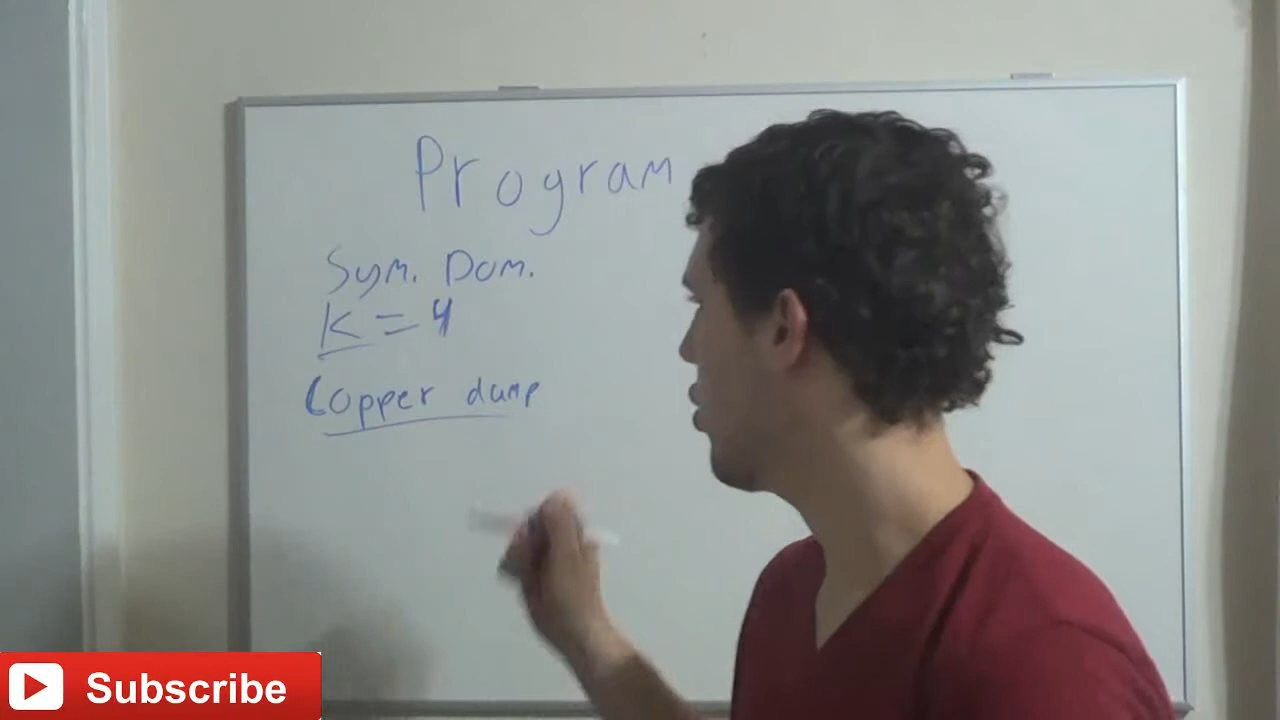 Program
Sym. Dom.
K = 4
Copper dump
Subscribe